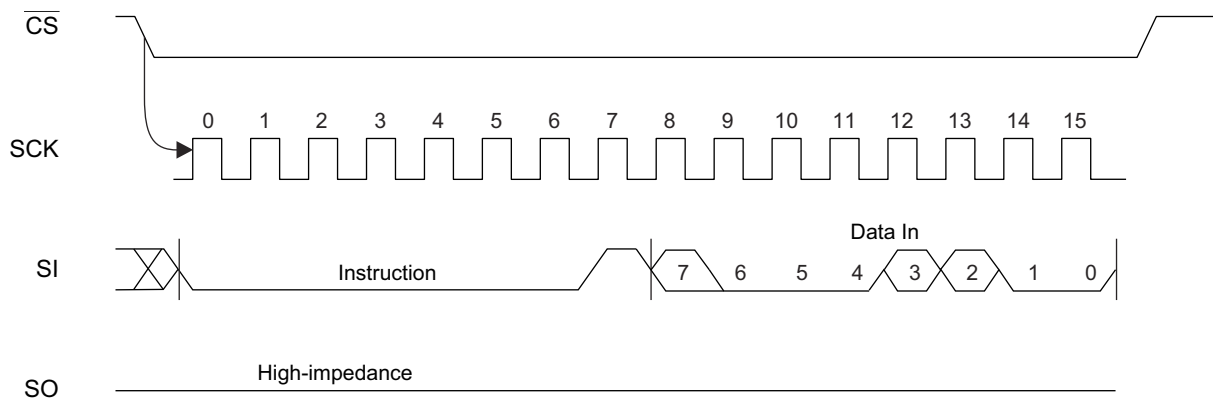 CS
0 1 2 3 4 5 6 7 8 9 10 11 12 13 14 15
SCK
Data In
SI
Instruction
7 6 5 4 3 2 1 0
High-impedance
SO